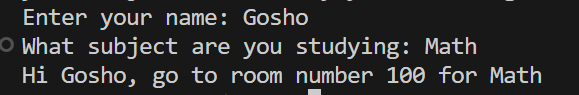 Enter your name: Gosho
What subject are you studying: Math
Hi Gosho, go to room number 100 for Math